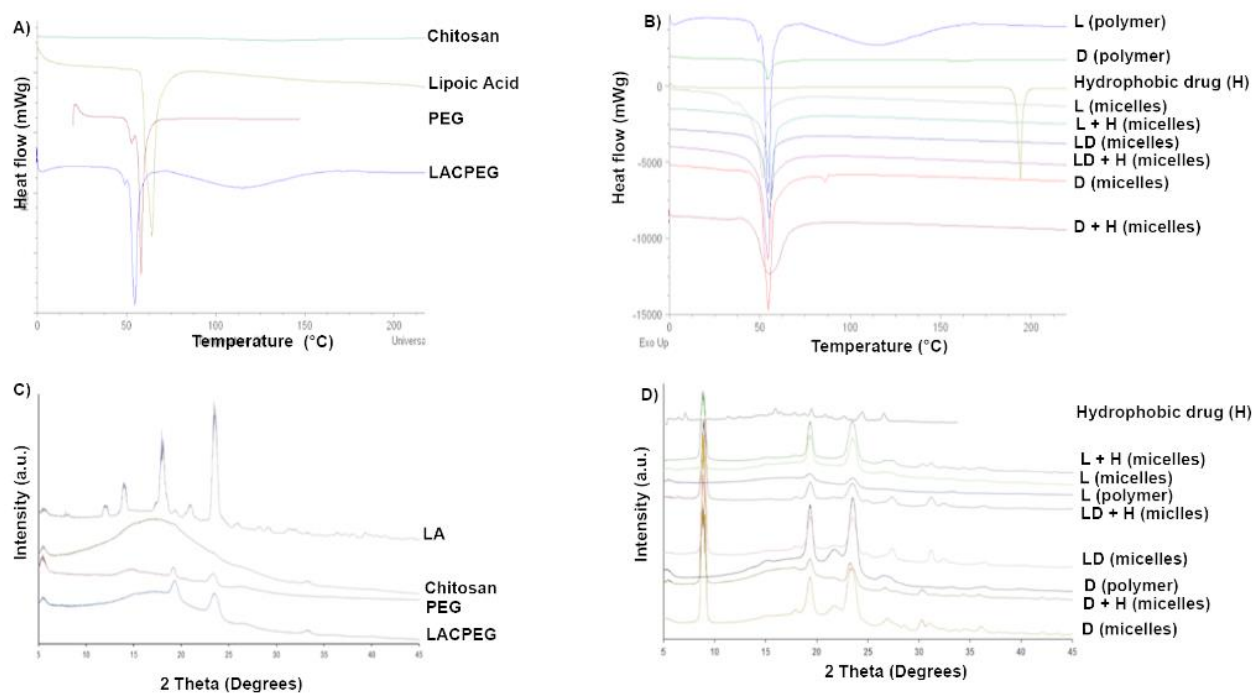 A)
Heat flow (mWg)
Chitosan
Lipoic Acid
PEG
LACPEG
0 50 100 150 200
Temperature (°C)
Universa
B)
Heat flow (mWg)
0
-5000
-10000
-15000
L (polymer)
D (polymer)
Hydrophobic drug (H)
L (micelles)
L + H (micelles)
LD (micelles)
LD + H (micelles)
D (micelles)
D + H (micelles)
0 50 100 150 200
Exo Up
Temperature (°C)
C)
Intensity (a.u.)
LA
Chitosan
PEG
LACPEG
5 10 15 20 25 30 35 40 45
2 Theta (Degrees)
D)
Intensity (a.u.)
Hydrophobic drug (H)
L + H (micelles)
L (micelles)
L (polymer)
LD + H (miclles)
LD (micelles)
D (polymer)
D + H (micelles)
D (micelles)
5 10 15 20 25 30 35 40 45
2 Theta (Degrees)